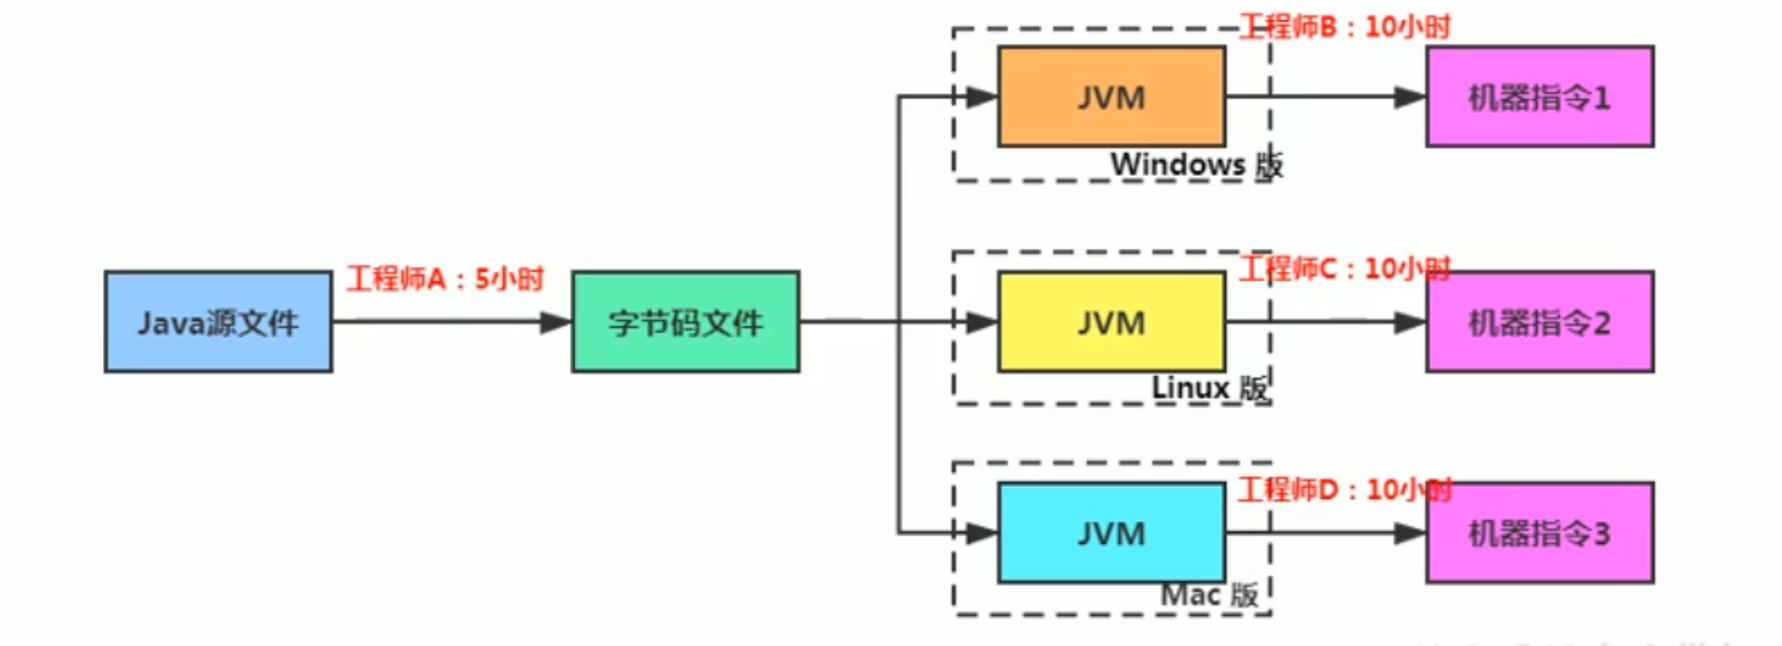 工程师B：10小时
JVM
机器指令1
Windows 版
工程师A：5小时
Java源文件
字节码文件
工程师C：10小时
JVM
机器指令2
Linux 版
工程师D：10小时
JVM
机器指令3
Mac 版